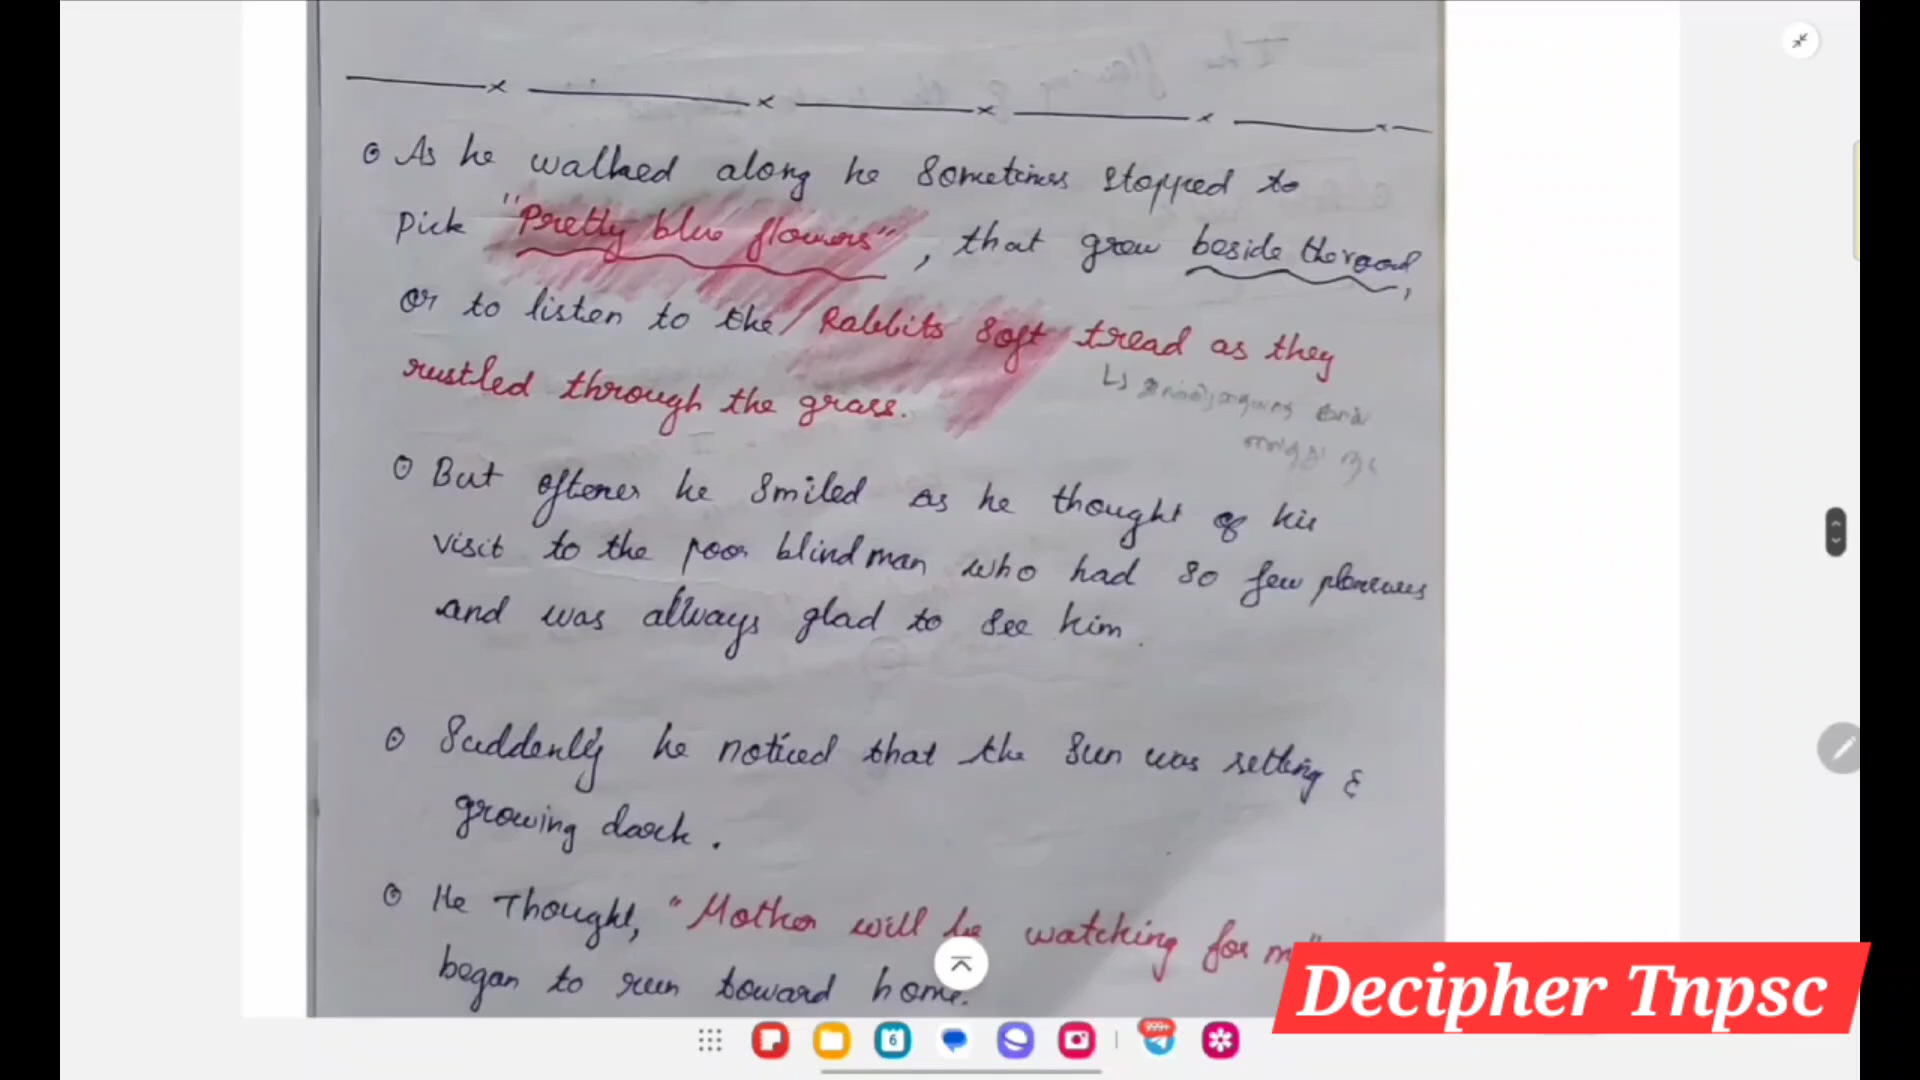 As he walked along he sometimes stopped to
pick "Pretty blue flowers", that grew beside the road,
or to listen to the Rabbits soft tread as they
rustled through the grass.
But oftener he smiled as he thought of his
visit to the poor blind man who had so few pleasures
and was always glad to see him.
Suddenly he noticed that the sun was setting &
growing dark.
He Thought, "Mother will be watching for me"
began to run toward home.
Decipher Tnpsc
6
999+